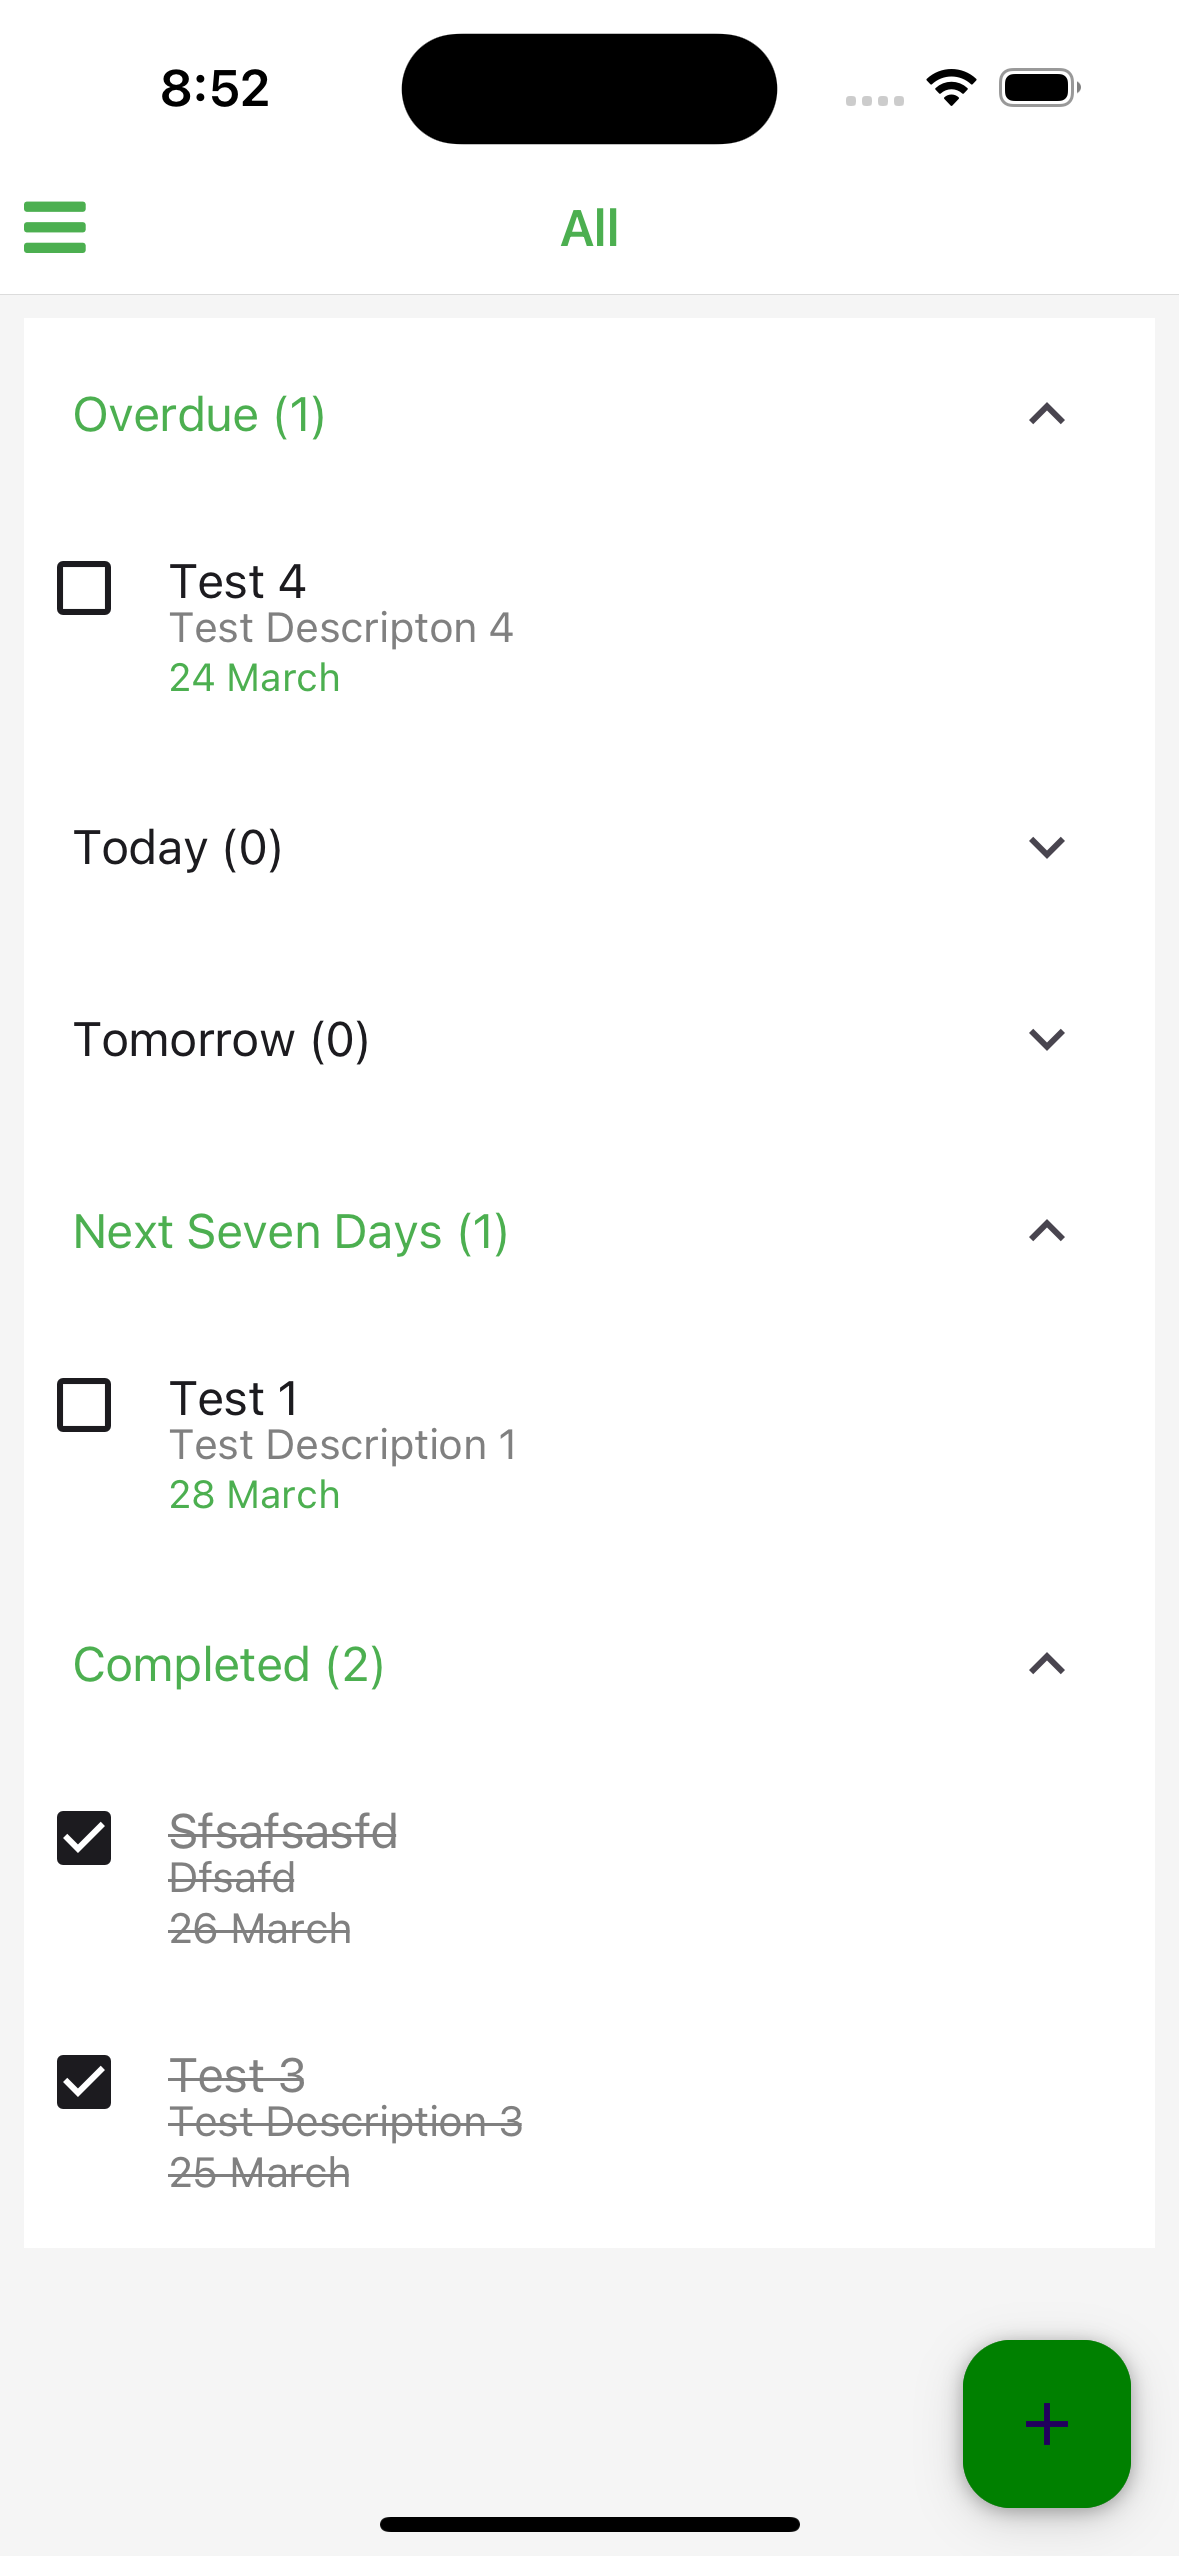 8:52
All
Overdue (1)
Test 4
Test Descripton 4
24 March
Today (0)
Tomorrow (0)
Next Seven Days (1)
Test 1
Test Description 1
28 March
Completed (2)
Sfsafsasfd
Dfsafd
26 March
Test 3
Test Description 3
25 March